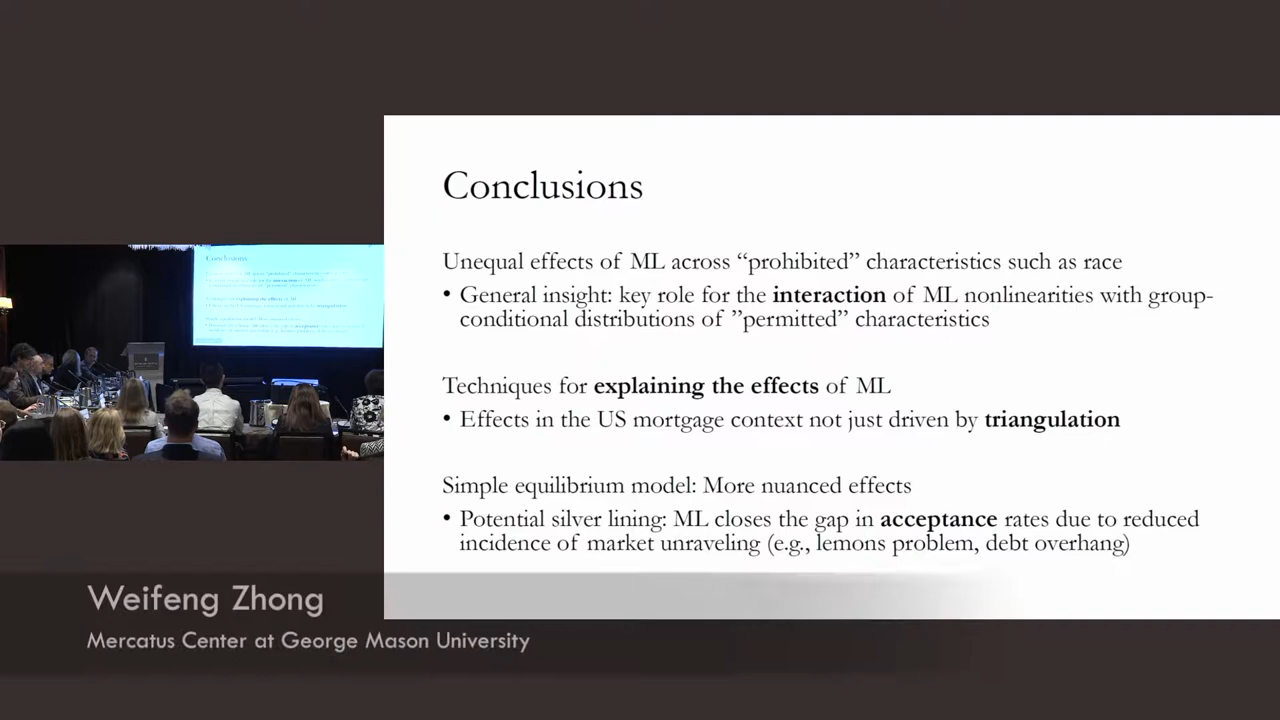 Conclusions
Unequal effects of ML across “prohibited” characteristics such as race
• General insight: key role for the interaction of ML nonlinearities with group-
conditional distributions of ”permitted” characteristics
Techniques for explaining the effects of ML
• Effects in the US mortgage context not just driven by triangulation
Simple equilibrium model: More nuanced effects
• Potential silver lining: ML closes the gap in acceptance rates due to reduced
incidence of market unraveling (e.g., lemons problem, debt overhang)
Conclusions
Weifeng Zhong
Mercatus Center at George Mason University